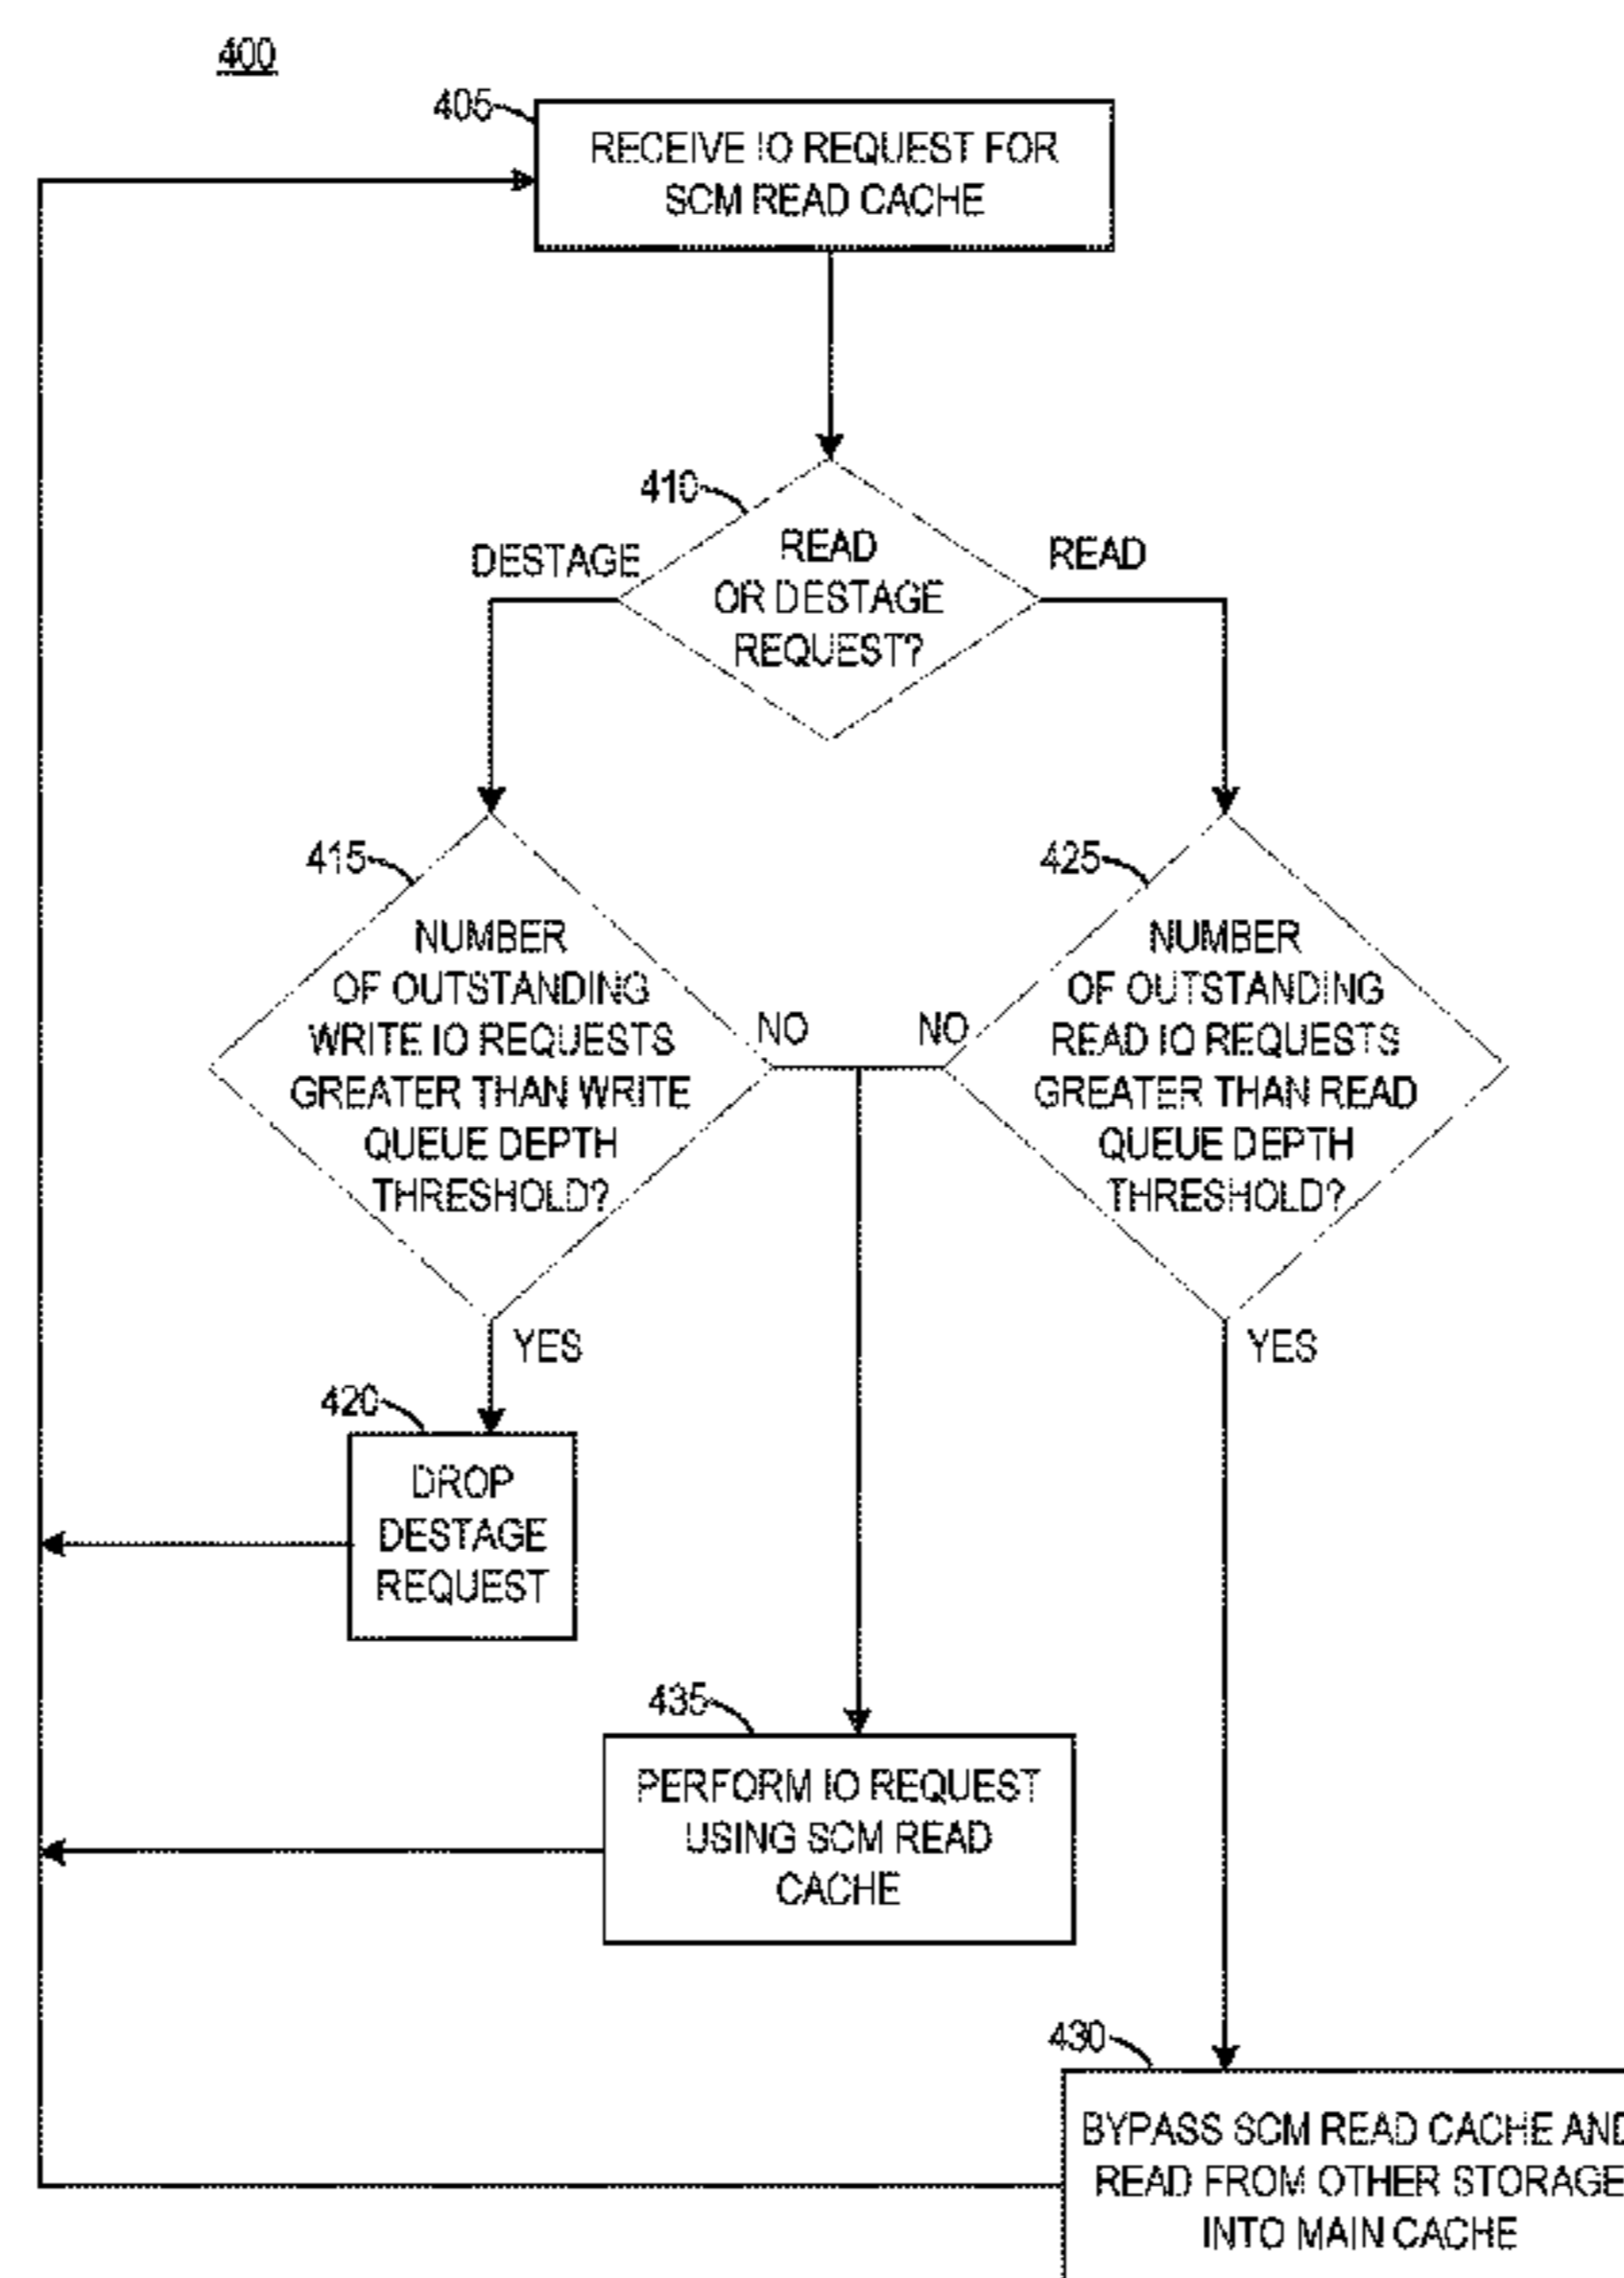 400
405
RECEIVE IO REQUEST FOR
SCM READ CACHE
410
READ
OR DESTAGE
REQUEST?
DESTAGE
READ
415
NUMBER
OF OUTSTANDING
WRITE IO REQUESTS
GREATER THAN WRITE
QUEUE DEPTH
THRESHOLD?
NO
425
NUMBER
OF OUTSTANDING
READ IO REQUESTS
GREATER THAN READ
QUEUE DEPTH
THRESHOLD?
NO
YES
YES
420
DROP
DESTAGE
REQUEST
435
PERFORM IO REQUEST
USING SCM READ
CACHE
430
BYPASS SCM READ CACHE AND
READ FROM OTHER STORAGE
INTO MAIN CACHE